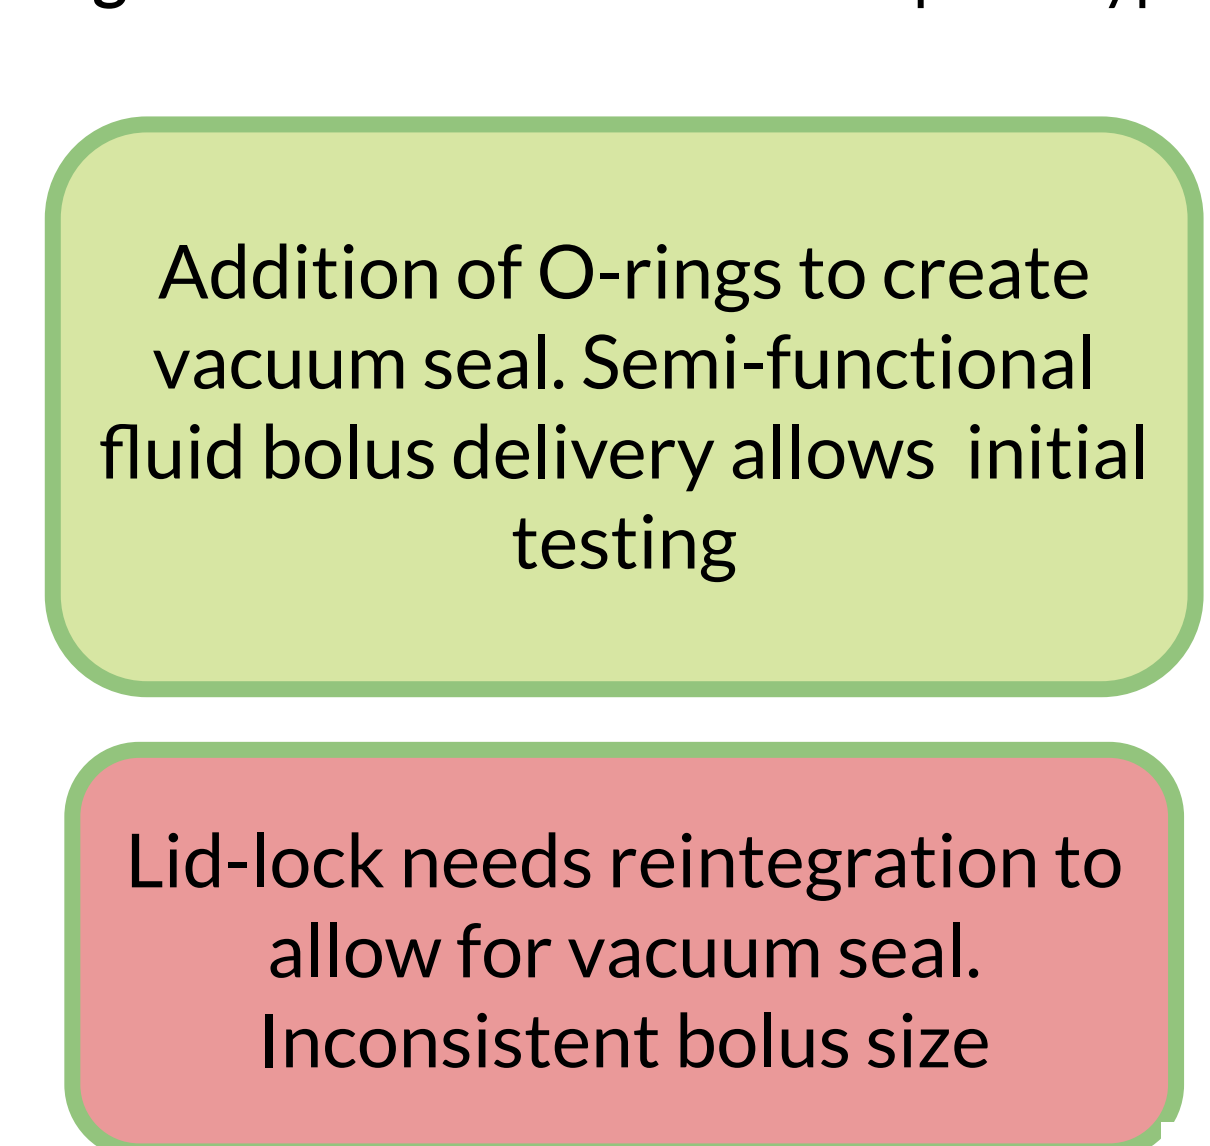 Addition of O-rings to create
vacuum seal. Semi-functional
fluid bolus delivery allows  initial
testing
Lid-lock needs reintegration to
allow for vacuum seal.
Inconsistent bolus size